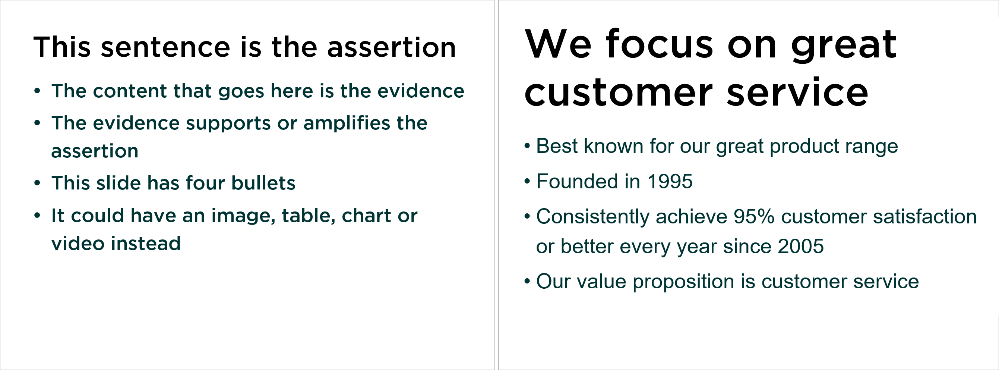 This sentence is the assertion
• The content that goes here is the evidence
• The evidence supports or amplifies the
assertion
• This slide has four bullets
• It could have an image, table, chart or
video instead
We focus on great
customer service
• Best known for our great product range
• Founded in 1995
• Consistently achieve 95% customer satisfaction
or better every year since 2005
• Our value proposition is customer service